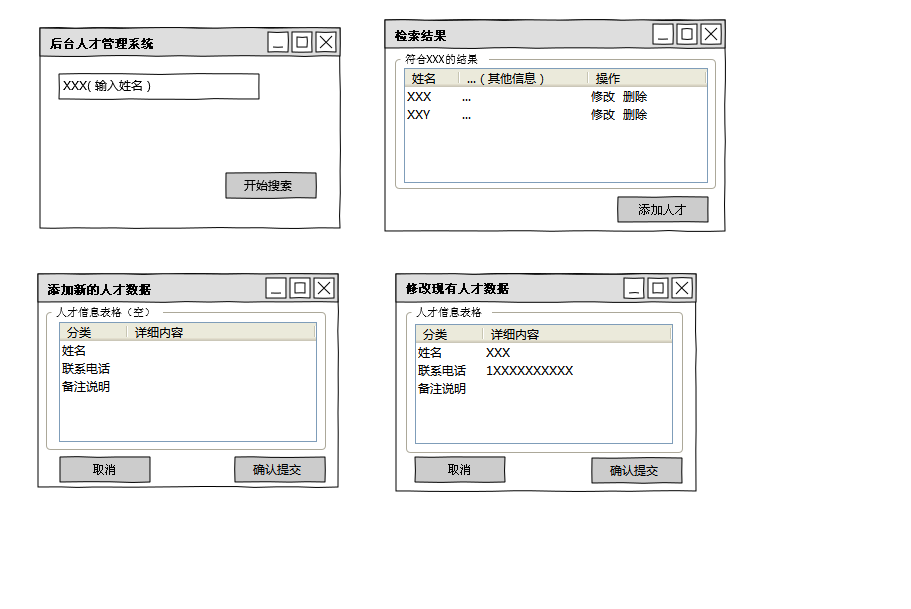 后台人才管理系统
XXX( 输入姓名 )
开始搜索
检索结果
符合XXX的结果
姓名 ... ( 其他信息 ) 操作
XXX ... 修改 删除
XXY ... 修改 删除
添加人才
添加新的人才数据
人才信息表格（空）
分类 详细内容
姓名
联系电话
备注说明
取消 确认提交
修改现有人才数据
人才信息表格
分类 详细内容
姓名 XXX
联系电话 1XXXXXXXXXX
备注说明
取消 确认提交